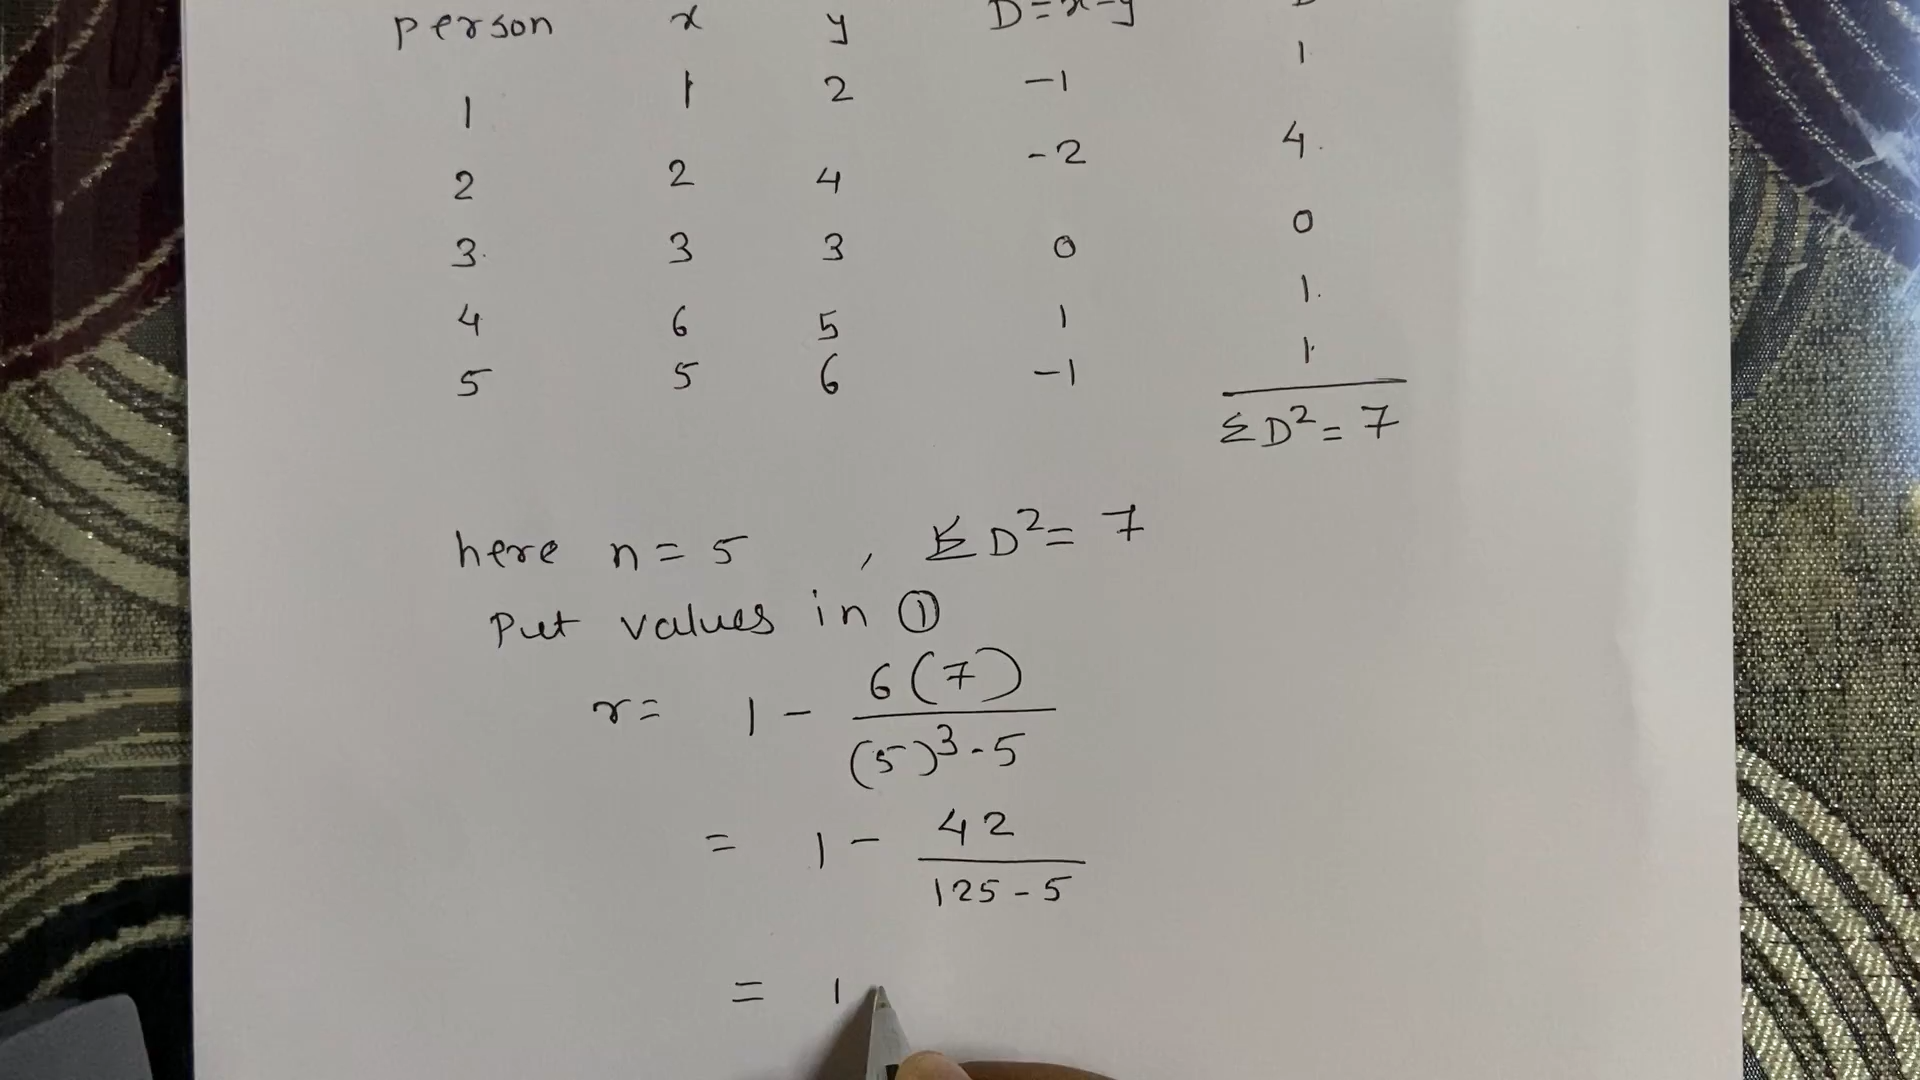 person x y D=x-y
1 1 2 -1 1
2 2 4 -2 4.
3. 3 3 0 0
4 6 5 1 1.
5 5 6 -1 1.
ΣD²= 7
here n = 5 , ΣD²= 7
Put values in ①
r= 1 - 6(7) / (5)³-5
= 1 - 42 / 125-5
= 1